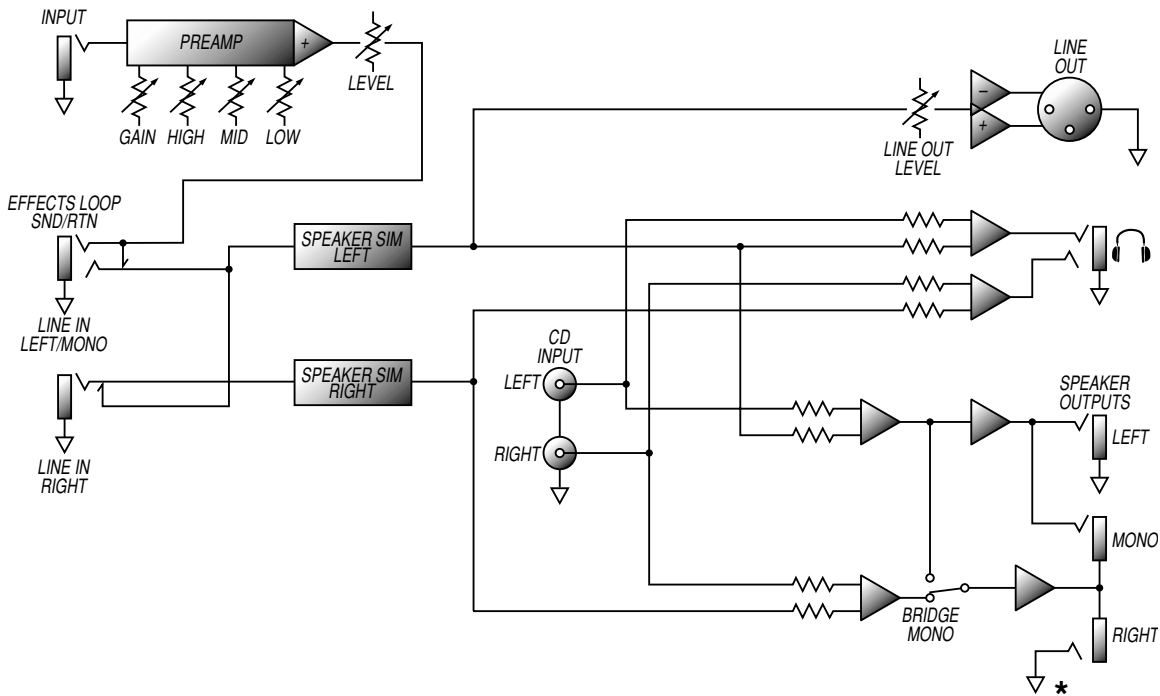 INPUT
PREAMP
+
LEVEL
GAIN
HIGH
MID
LOW
LINE
OUT
–
+
LINE OUT
LEVEL
EFFECTS LOOP
SND/RTN
SPEAKER SIM
LEFT
LINE IN
LEFT/MONO
SPEAKER SIM
RIGHT
CD
INPUT
LEFT
RIGHT
LINE IN
RIGHT
SPEAKER
OUTPUTS
LEFT
MONO
BRIDGE
MONO
RIGHT
*